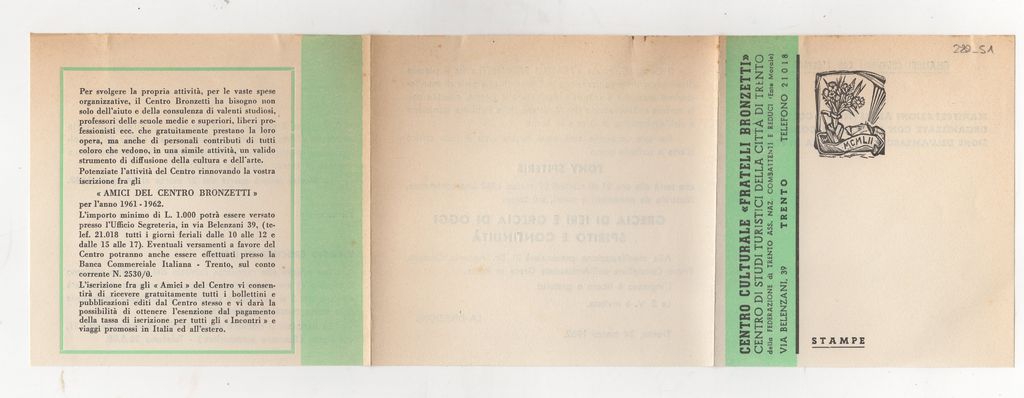 Per svolgere la propria attività, per le vaste spese
organizzative, il Centro Bronzetti ha bisogno non
solo dell'aiuto e della consulenza di valenti studiosi,
professori delle scuole medie e superiori, liberi pro-
fessionisti ecc. che gratuitamente prestano la loro
opera, ma anche di personali contributi di tutti
coloro che vedono, in una simile attività, un valido
strumento di diffusione della cultura e dell'arte.
Potenziate l'attività del Centro rinnovando la vostra
iscrizione fra gli
« AMICI DEL CENTRO BRONZETTI »
per l'anno 1961 - 1962.
L'importo minimo di L. 1.000 potrà essere versato
presso l'Ufficio Segreteria, in via Belenzani 39, (te-
lef. 21.018 tutti i giorni feriali dalle 10 alle 12 e
dalle 15 alle 17). Eventuali versamenti a favore del
Centro potranno anche essere effettuati presso la
Banca Commerciale Italiana - Trento, sul conto
corrente N. 2530/0.
L'iscrizione fra gli « Amici » del Centro vi consen-
tirà di ricevere gratuitamente tutti i bollettini e
pubblicazioni editi dal Centro stesso e vi darà la
possibilità di ottenere l'esenzione dal pagamento
della tassa di iscrizione per tutti gli « Incontri » e
viaggi promossi in Italia ed all'estero.
CENTRO CULTURALE «FRATELLI BRONZETTI»
CENTRO DI STUDI TURISTICI DELLA CITTÀ DI TRENTO
della FEDERAZIONE di TRENTO ASS. NAZ. COMBATTENTI E REDUCI (Ente Morale)
VIA BELENZANI, 39 TRENTO TELEFONO 21018
MCMLII
STAMPE